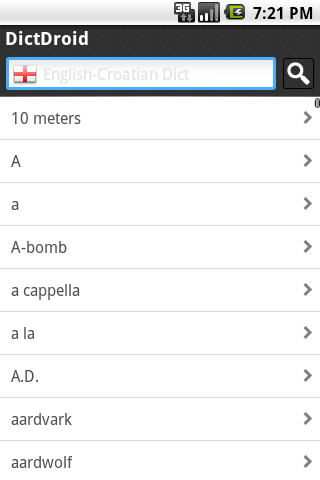 3G
7:21 PM
DictDroid
English-Croatian Dict
10 meters
A
a
A-bomb
a cappella
a la
A.D.
aardvark
aardwolf